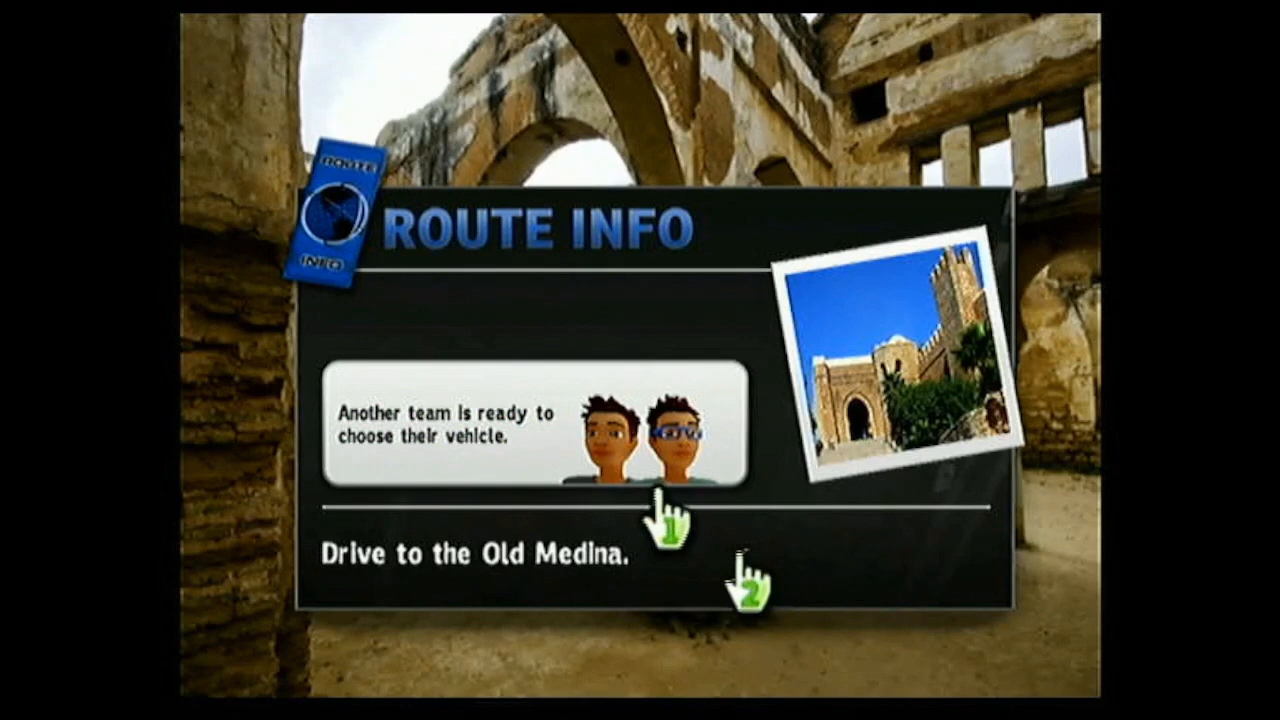 ROUTE
INFO
ROUTE INFO
Another team is ready to
choose their vehicle.
1
Drive to the Old Medina.
2